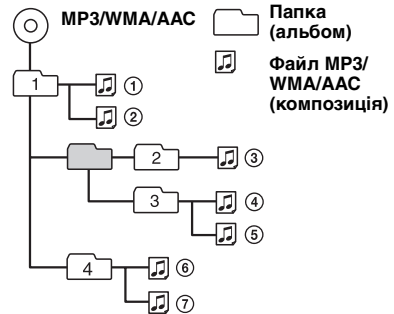 MP3/WMA/AAC
Папка
(альбом)
Файл MP3/
WMA/AAC
(композиція)
1
①
②
2
③
3
④
⑤
4
⑥
⑦